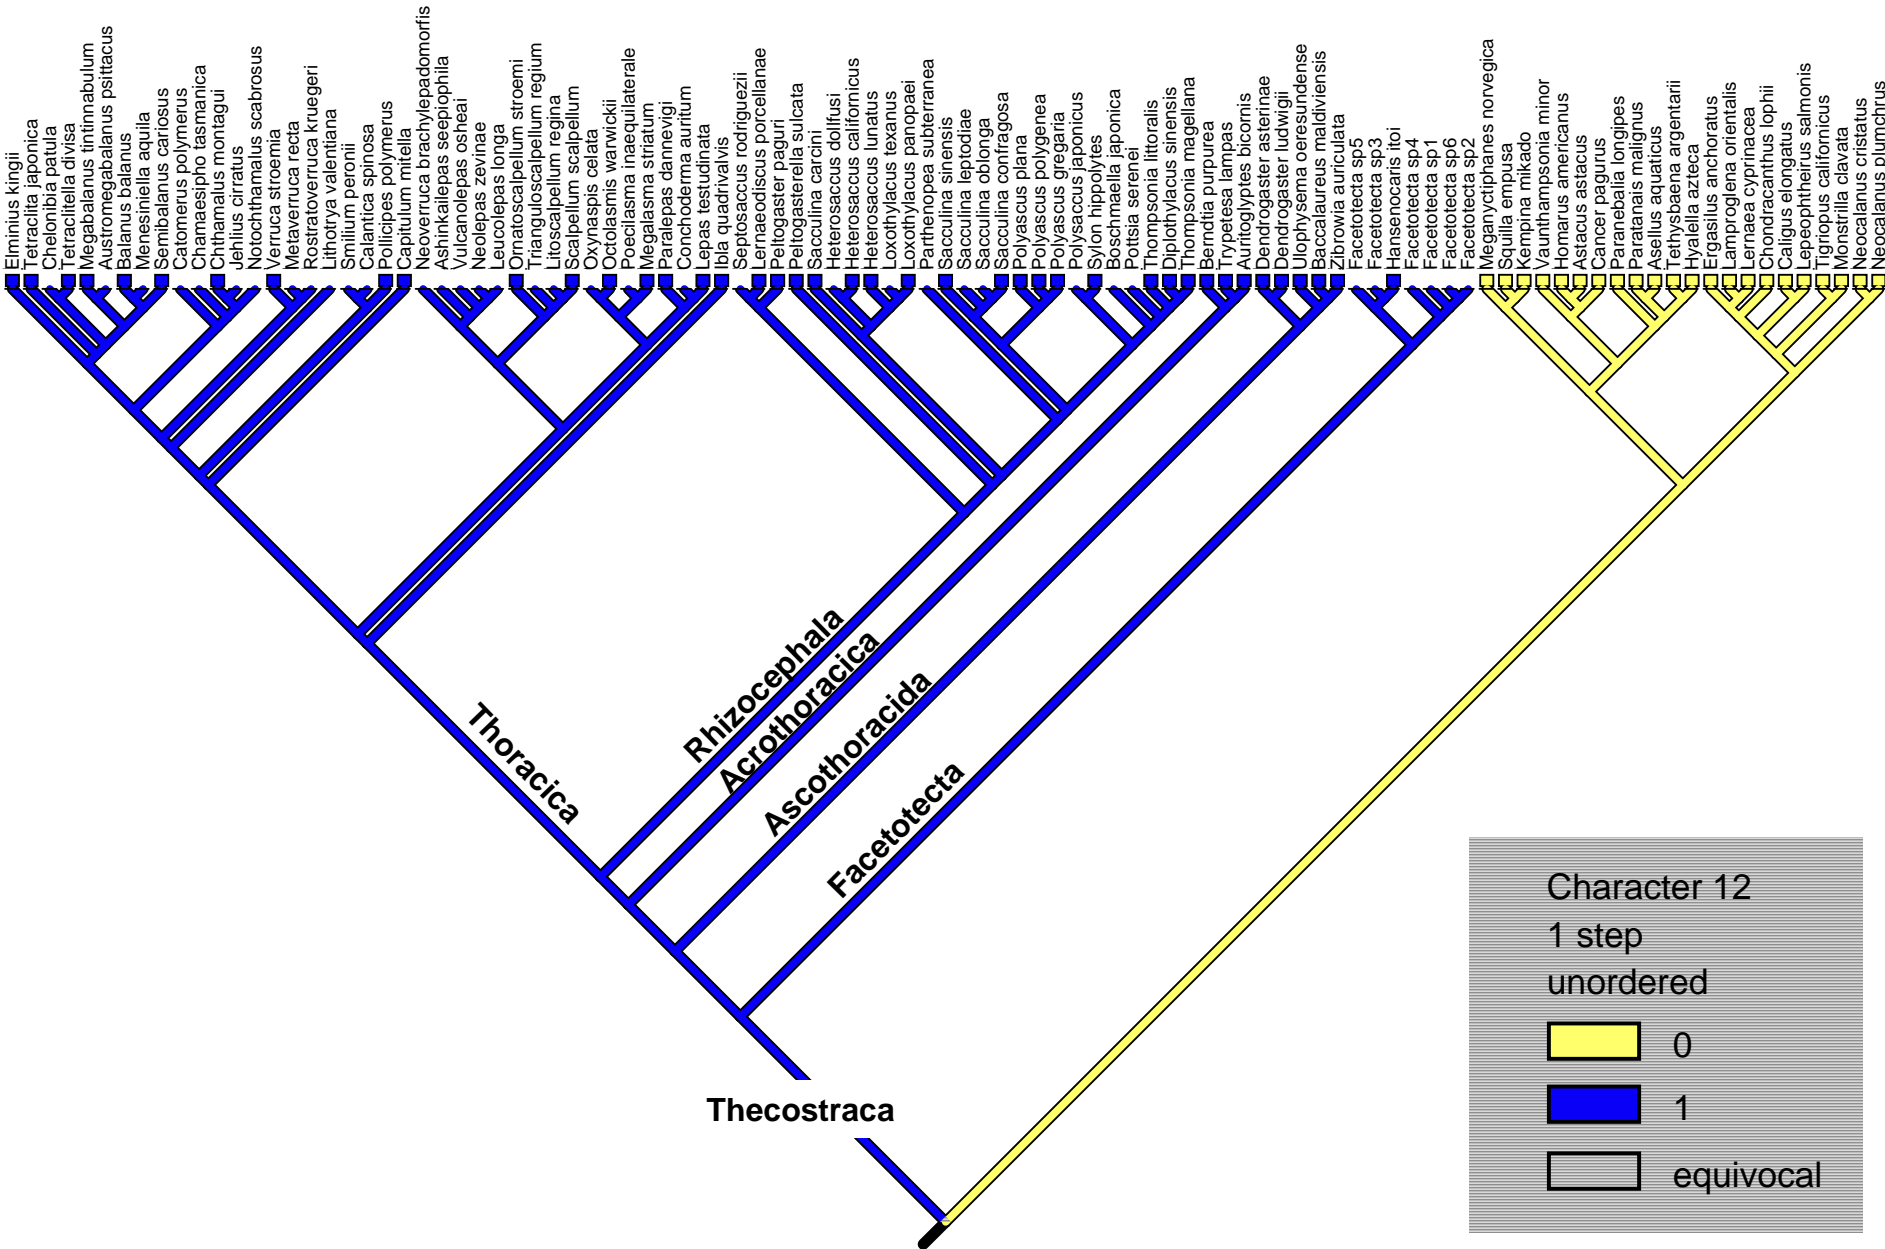 Eminius kingii
Tetraclita japonica
Chelonibia patula
Tetraclitella divisa
Megabalanus tintinnabulum
Austromegabalanus psittacus
Balanus balanus
Menesiniella aquila
Semibalanus cariosus
Catomerus polymerus
Chamaesipho tasmanica
Chthamalus montagui
Jehlius cirratus
Notochthamalus scabrosus
Verruca stroemia
Metaverruca recta
Rostratoverruca kruegeri
Lithotrya valentiana
Smilium peronii
Calantica spinosa
Pollicipes polymerus
Capitulum mitella
Neoverruca brachylepadomorfis
Ashinkailepas seepiophila
Vulcanolepas osheai
Neolepas zevinae
Leucolepas longa
Ornatoscalpellum stroemi
Trianguloscalpellum regium
Litoscalpellum regina
Scalpellum scalpellum
Oxynaspis celata
Octolasmis warwickii
Poecilasma inaequilaterale
Megalasma striatum
Paralepas dannevigi
Conchoderma auritum
Lepas testudinata
Ibla quadrivalvis
Septosaccus rodriguezii
Lernaeodiscus porcellanae
Peltogaster paguri
Peltogasterella sulcata
Sacculina carcini
Heterosaccus dolfusi
Heterosaccus californicus
Heterosaccus lunatus
Loxothylacus texanus
Loxothylacus panopaei
Parthenopea subterranea
Sacculina sinensis
Sacculina leptodiae
Sacculina oblonga
Sacculina confragosa
Polyascus plana
Polyascus polygenea
Polyascus gregaria
Polysaccus japonicus
Sylon hippolytes
Boschmaella japonica
Pottsia serenei
Thompsonia littoralis
Diplothylacus sinensis
Thompsonia magellana
Berndtia purpurea
Trypetesa lampas
Auritoglyptes bicornis
Dendrogaster asterinae
Dendrogaster ludwigii
Ulophysema oeresundense
Baccalaureus maldiviensis
Zibrowia auriculata
Facetotecta sp5
Facetotecta sp3
Hansenocaris itoi
Facetotecta sp4
Facetotecta sp1
Facetotecta sp6
Facetotecta sp2
Meganyctiphanes norvegica
Squilla empusa
Kempina mikado
Vaunthampsonia minor
Homarus americanus
Astacus astacus
Cancer pagurus
Paranebalia longipes
Paratanais malignus
Asellus aquaticus
Tethysbaena argentarii
Hyalella azteca
Ergasilus anchoratus
Lamproglena orientalis
Lernaea cyprinacea
Chondracanthus lophii
Caligus elongatus
Lepeophtheirus salmonis
Tigriopus californicus
Monstrilla clavata
Neocalanus cristatus
Neocalanus plumchrus
Rhizocephala
Acrothoracica
Thoracica
Ascothoracida
Facetotecta
Thecostraca
Character 12
1 step
unordered
0
1
equivocal